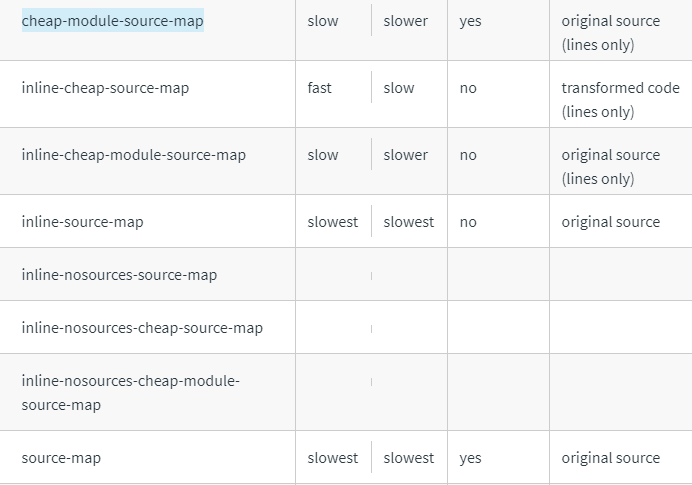 cheap-module-source-map slow slower yes original source
(lines only)
inline-cheap-source-map fast slow no transformed code
(lines only)
inline-cheap-module-source-map slow slower no original source
(lines only)
inline-source-map slowest slowest no original source
inline-nosources-source-map
inline-nosources-cheap-source-map
inline-nosources-cheap-module-
source-map
source-map slowest slowest yes original source